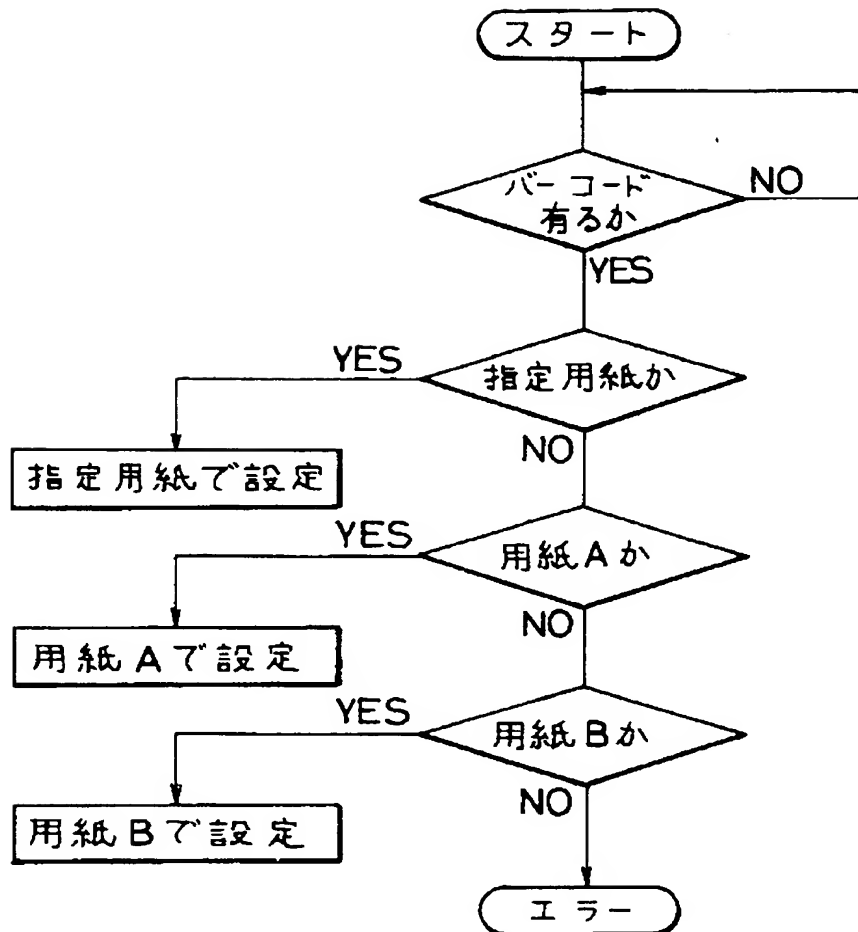 スタート
バーコード
有るか
NO
YES
YES
指定用紙か
NO
指定用紙で設定
YES
用紙Aか
NO
用紙Aで設定
YES
用紙Bか
NO
用紙Bで設定
エラー